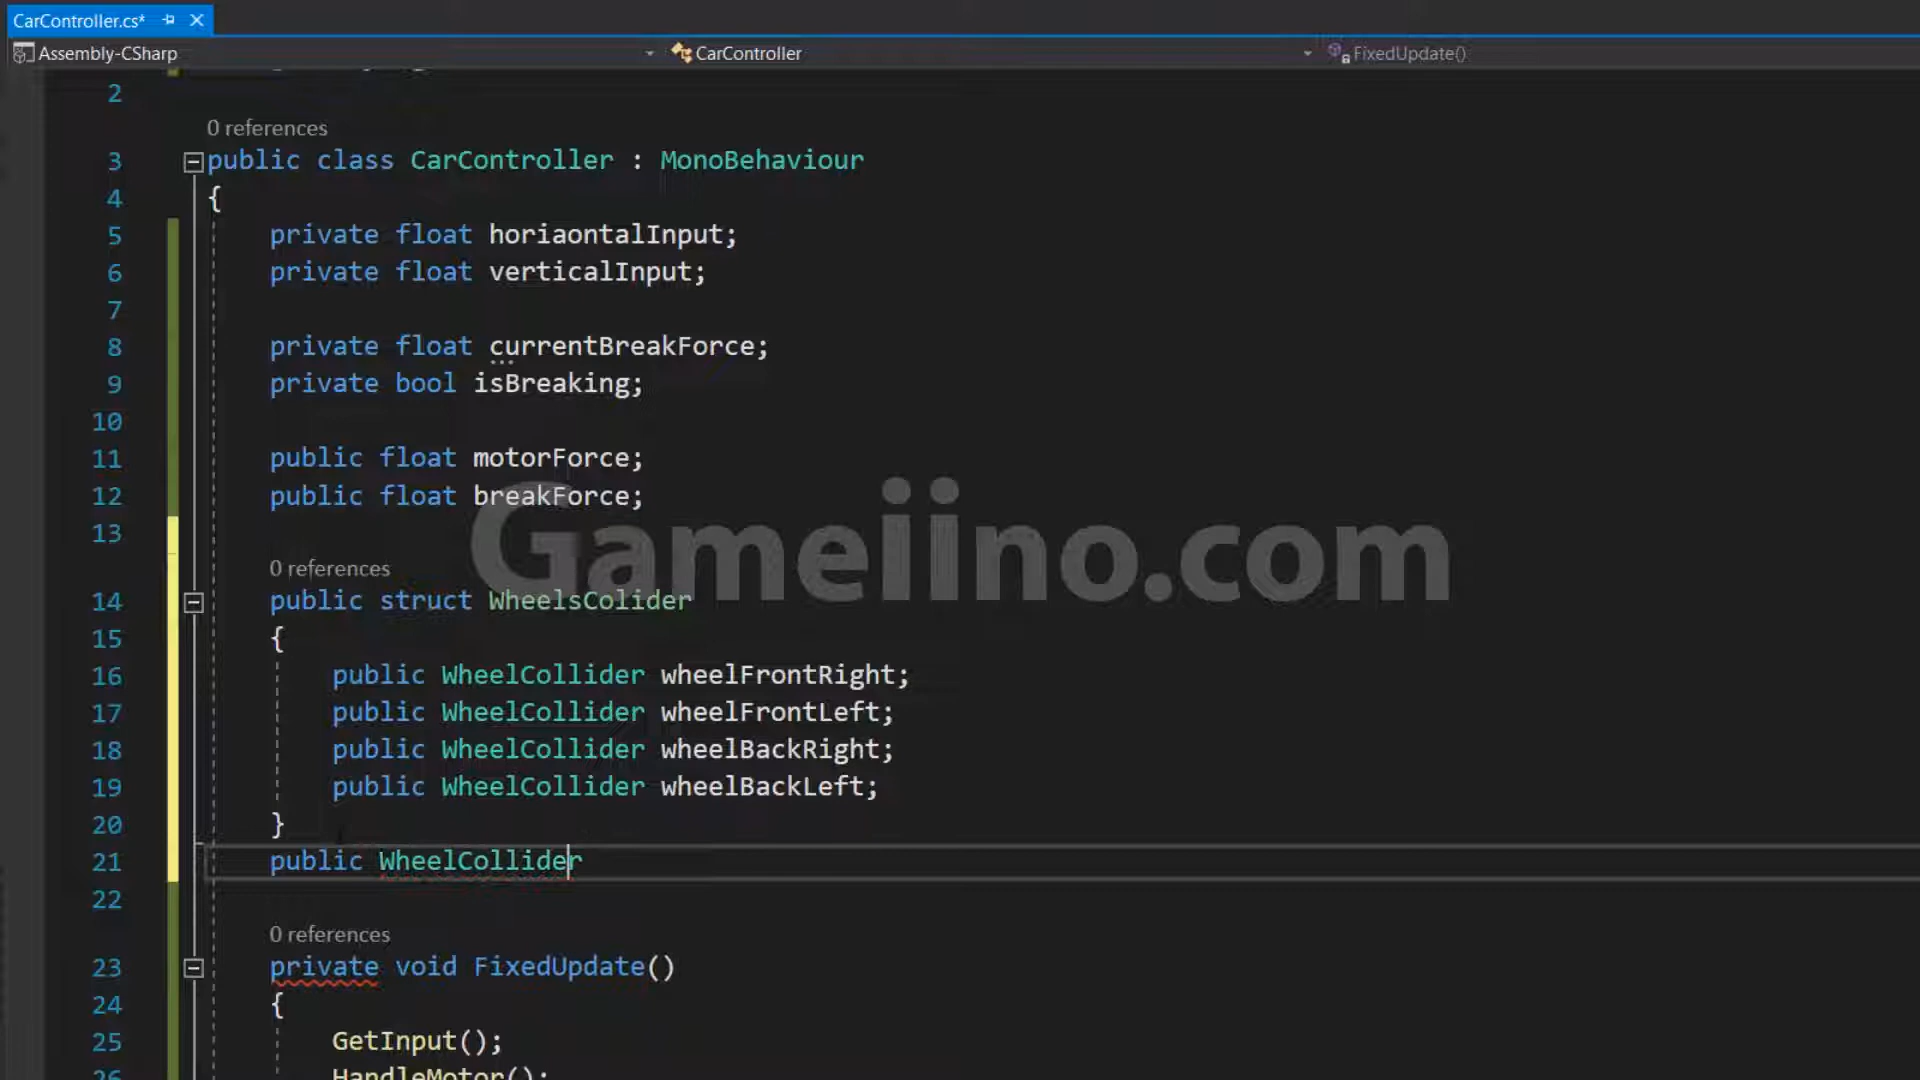 CarController.cs*
Assembly-CSharp CarController FixedUpdate()
2
0 references
3 public class CarController : MonoBehaviour
4 {
5 private float horiaontalInput;
6 private float verticalInput;
7
8 private float currentBreakForce;
9 private bool isBreaking;
10
11 public float motorForce;
12 public float breakForce;
13
Gameiino.com
0 references
14 public struct WheelsColider
15 {
16 public WheelCollider wheelFrontRight;
17 public WheelCollider wheelFrontLeft;
18 public WheelCollider wheelBackRight;
19 public WheelCollider wheelBackLeft;
20 }
21 public WheelCollider
22
0 references
23 private void FixedUpdate()
24 {
25 GetInput();
26 HandleMotor();